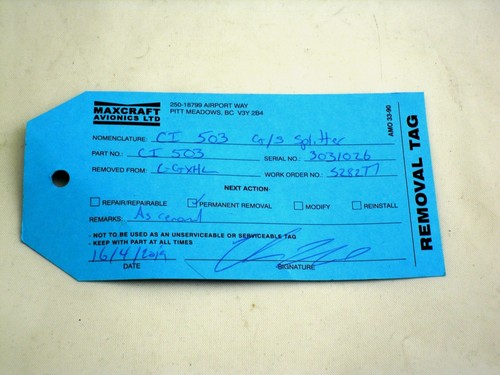 MAXCRAFT
AVIONICS LTD
250-18799 AIRPORT WAY
PITT MEADOWS, BC V3Y 2B4
NOMENCLATURE: CI 503 G/S Splitter
PART NO.: CI 503 SERIAL NO.: 3031026
REMOVED FROM: C-GXHL WORK ORDER NO.: S282TT
NEXT ACTION
REPAIR/REPAIRABLE PERMANENT REMOVAL MODIFY REINSTALL
REMARKS: As removed
- NOT TO BE USED AS AN UNSERVICEABLE OR SERVICEABLE TAG
- KEEP WITH PART AT ALL TIMES
16/4/2019
DATE SIGNATURE
REMOVAL TAG
AMO 33-90